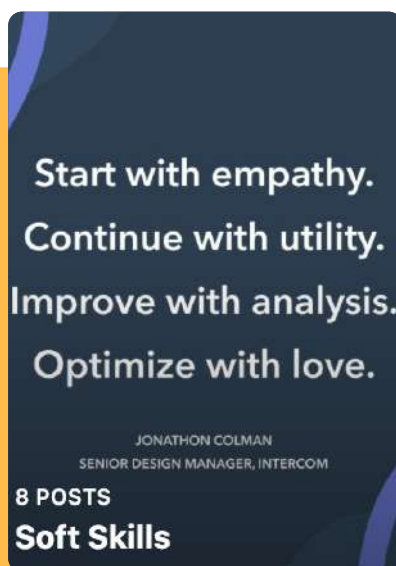 Start with empathy.
Continue with utility.
Improve with analysis.
Optimize with love.
JONATHON COLMAN
SENIOR DESIGN MANAGER, INTERCOM
8 POSTS
Soft Skills